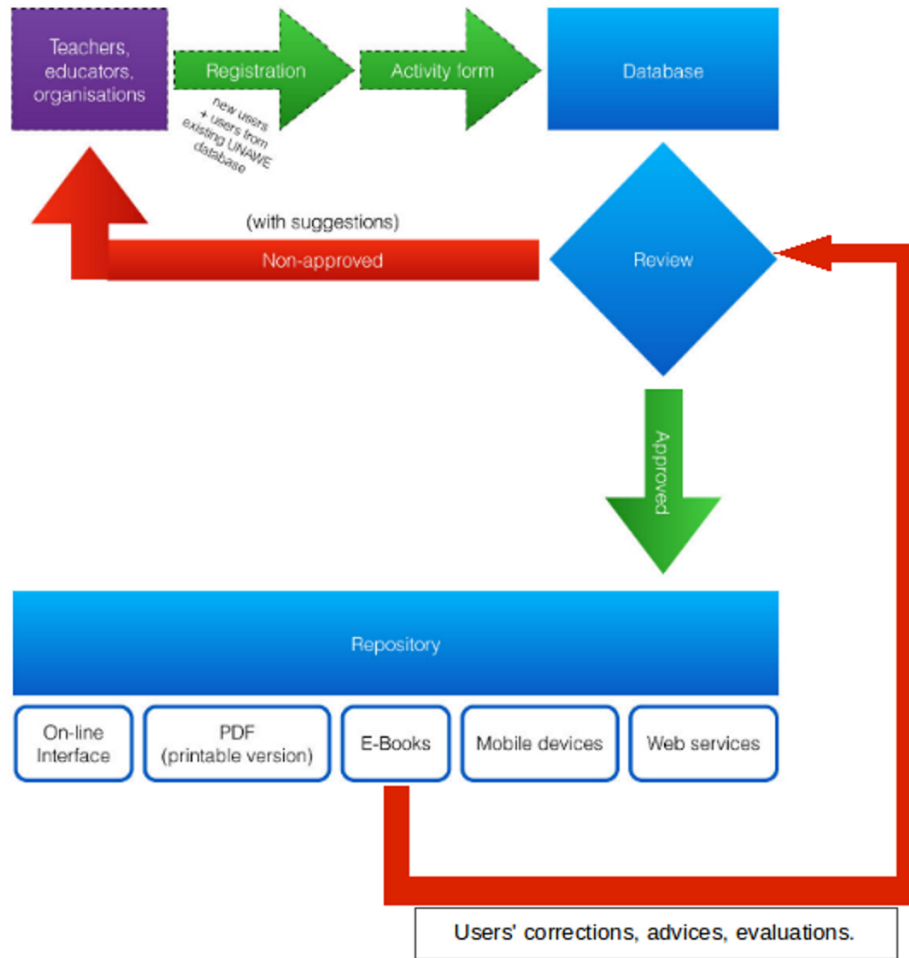 Teachers,
educators,
organisations
Registration
new users
+ users from
existing UNAWE
database
Activity form
Database
(with suggestions)
Non-approved
Review
Approved
Repository
On-line
Interface
PDF
(printable version)
E-Books
Mobile devices
Web services
Users' corrections, advices, evaluations.